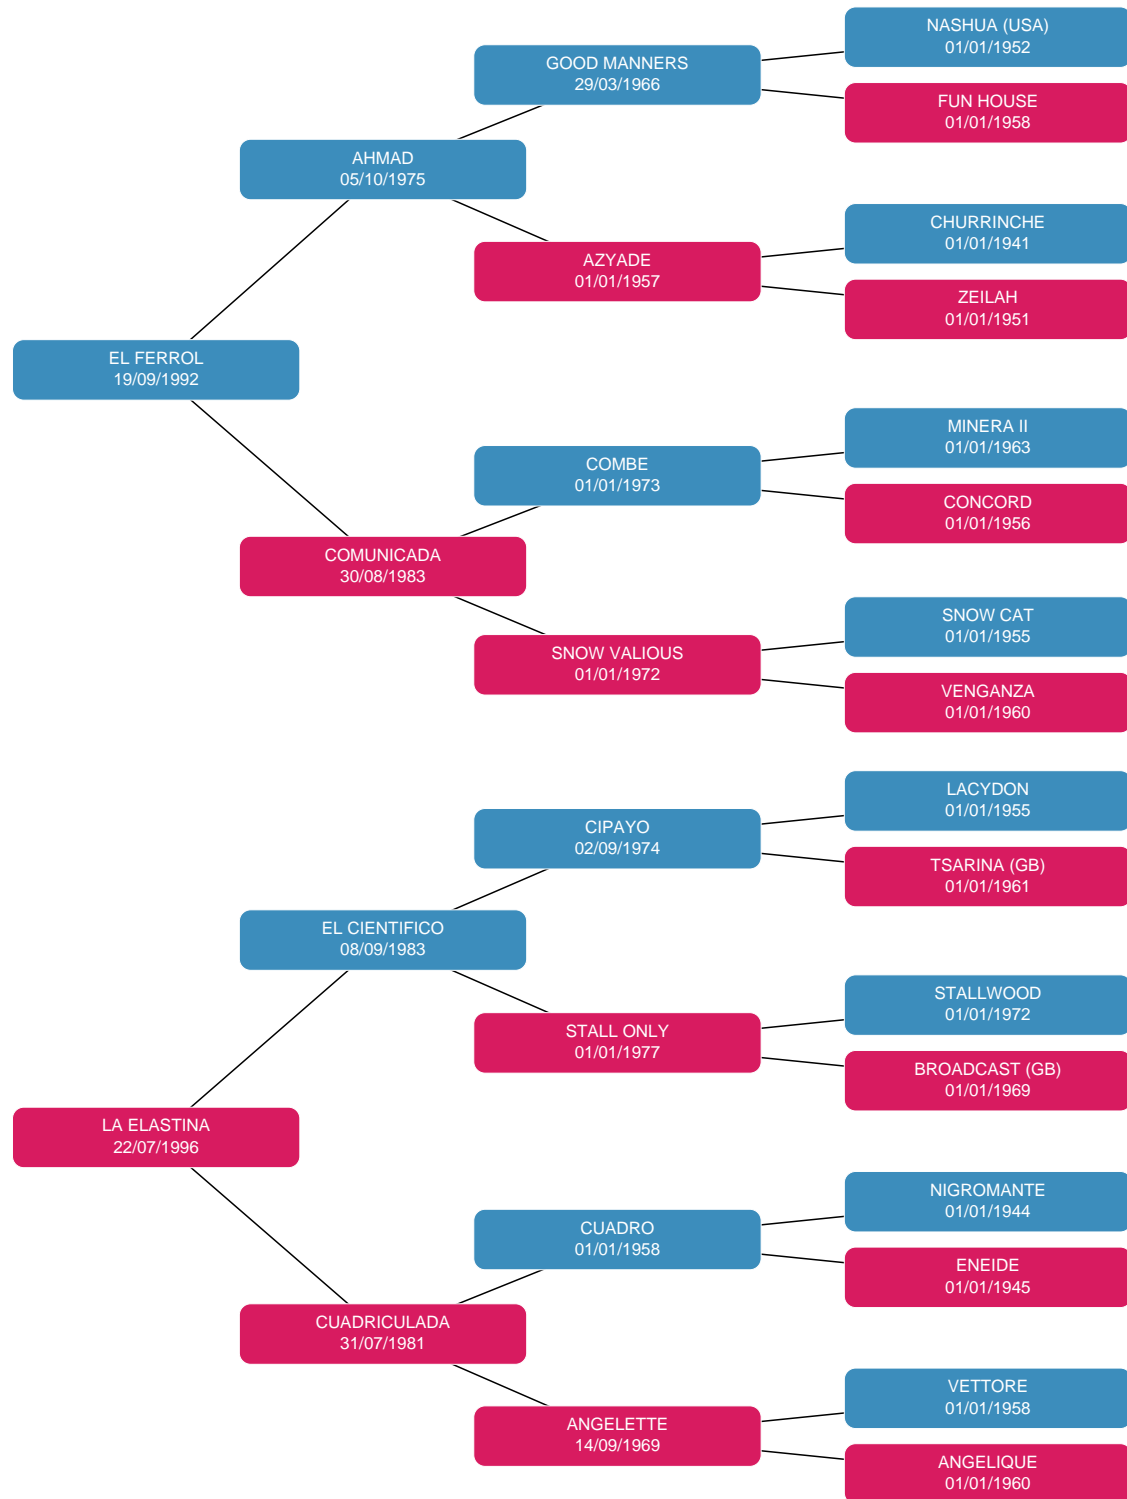 NASHUA (USA)
01/01/1952
GOOD MANNERS
29/03/1966
FUN HOUSE
01/01/1958
AHMAD
05/10/1975
CHURRINCHE
01/01/1941
AZYADE
01/01/1957
ZEILAH
01/01/1951
EL FERROL
19/09/1992
MINERA II
01/01/1963
COMBE
01/01/1973
CONCORD
01/01/1956
COMUNICADA
30/08/1983
SNOW CAT
01/01/1955
SNOW VALIOUS
01/01/1972
VENGANZA
01/01/1960
LACYDON
01/01/1955
CIPAYO
02/09/1974
TSARINA (GB)
01/01/1961
EL CIENTIFICO
08/09/1983
STALLWOOD
01/01/1972
STALL ONLY
01/01/1977
BROADCAST (GB)
01/01/1969
LA ELASTINA
22/07/1996
NIGROMANTE
01/01/1944
CUADRO
01/01/1958
ENEIDE
01/01/1945
CUADRICULADA
31/07/1981
VETTORE
01/01/1958
ANGELETTE
14/09/1969
ANGELIQUE
01/01/1960